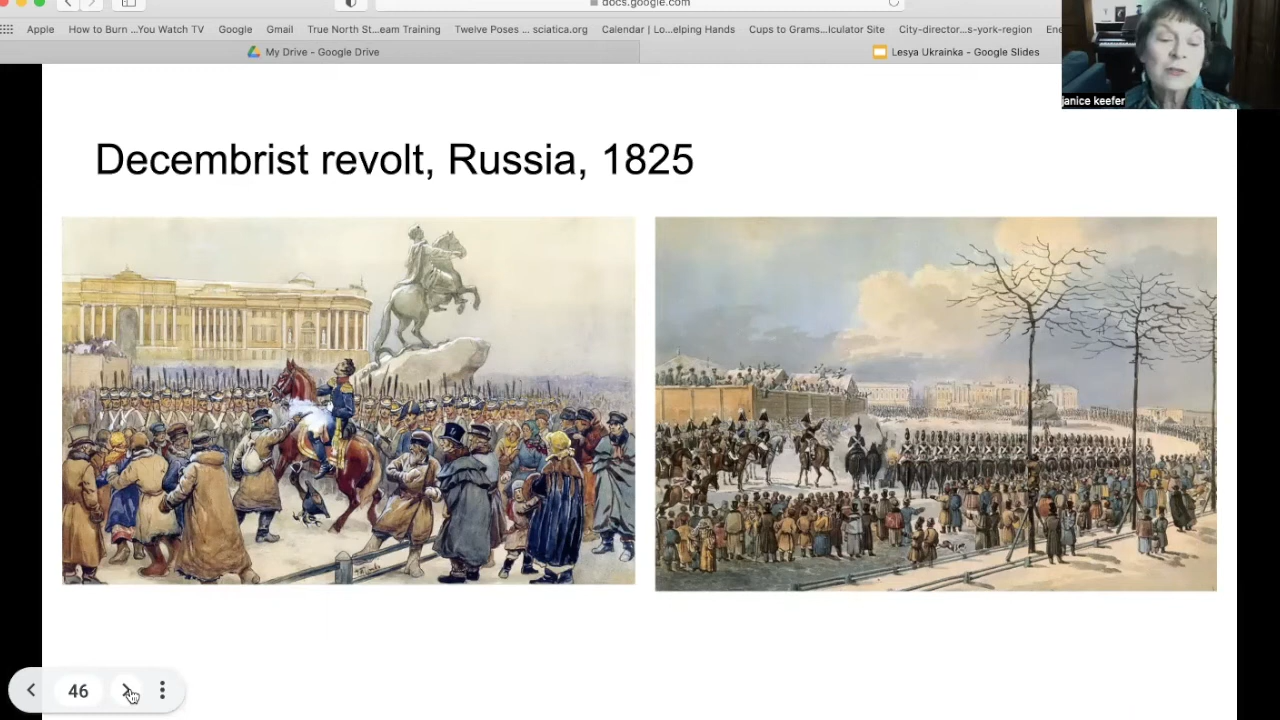 docs.google.com
Apple How to Burn ...You Watch TV Google Gmail True North St...eam Training Twelve Poses ... sciatica.org Calendar | Lo...elping Hands Cups to Grams...lculator Site City-director...s-york-region Ene
My Drive - Google Drive Lesya Ukrainka - Google Slides
janice keefer
Decembrist revolt, Russia, 1825
46